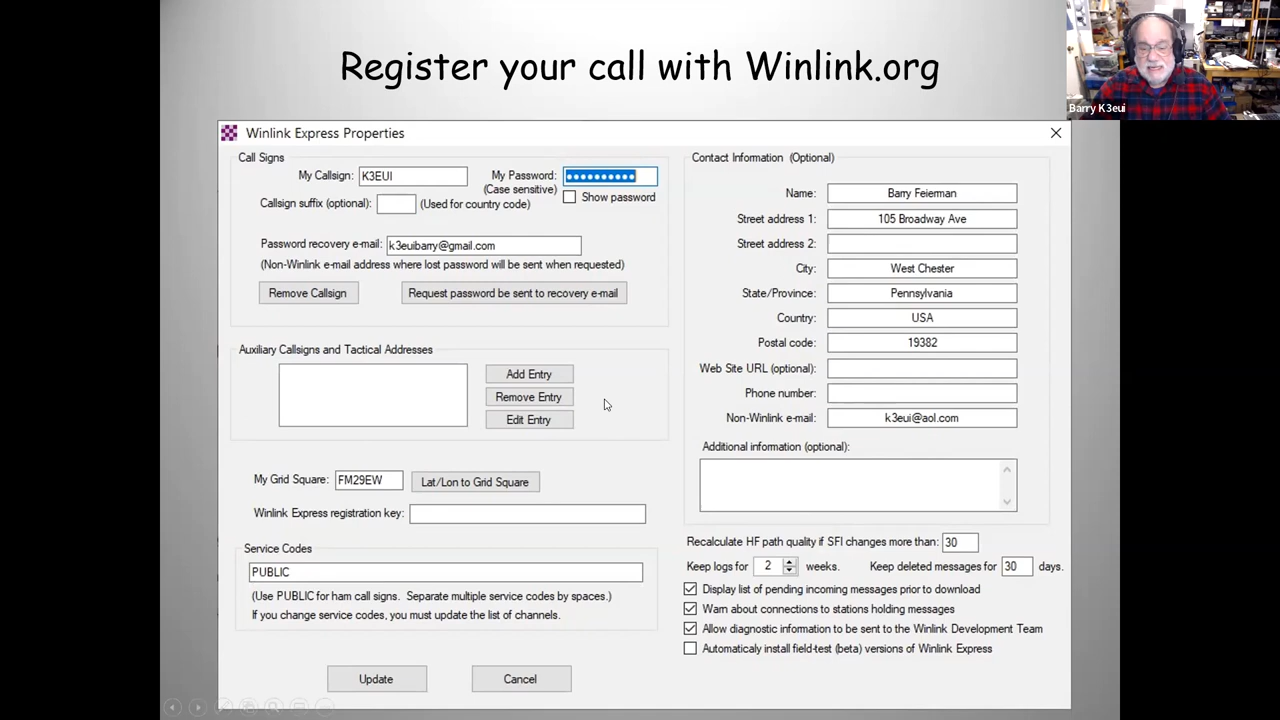 Register your call with Winlink.org
Barry K3eui
Winlink Express Properties
Call Signs
My Callsign: K3EUI
My Password:
(Case sensitive)
Show password
Callsign suffix (optional): (Used for country code)
Password recovery e-mail: k3euibarry@gmail.com
(Non-Winlink e-mail address where lost password will be sent when requested)
Remove Callsign
Request password be sent to recovery e-mail
Auxiliary Callsigns and Tactical Addresses
Add Entry
Remove Entry
Edit Entry
My Grid Square: FM29EW Lat/Lon to Grid Square
Winlink Express registration key:
Service Codes
PUBLIC
(Use PUBLIC for ham call signs. Separate multiple service codes by spaces.)
If you change service codes, you must update the list of channels.
Update
Cancel
Contact Information (Optional)
Name: Barry Feierman
Street address 1: 105 Broadway Ave
Street address 2:
City: West Chester
State/Province: Pennsylvania
Country: USA
Postal code: 19382
Web Site URL (optional):
Phone number:
Non-Winlink e-mail: k3eui@aol.com
Additional information (optional):
Recalculate HF path quality if SFI changes more than: 30
Keep logs for 2 weeks. Keep deleted messages for 30 days.
Display list of pending incoming messages prior to download
Warn about connections to stations holding messages
Allow diagnostic information to be sent to the Winlink Development Team
Automaticaly install field-test (beta) versions of Winlink Express